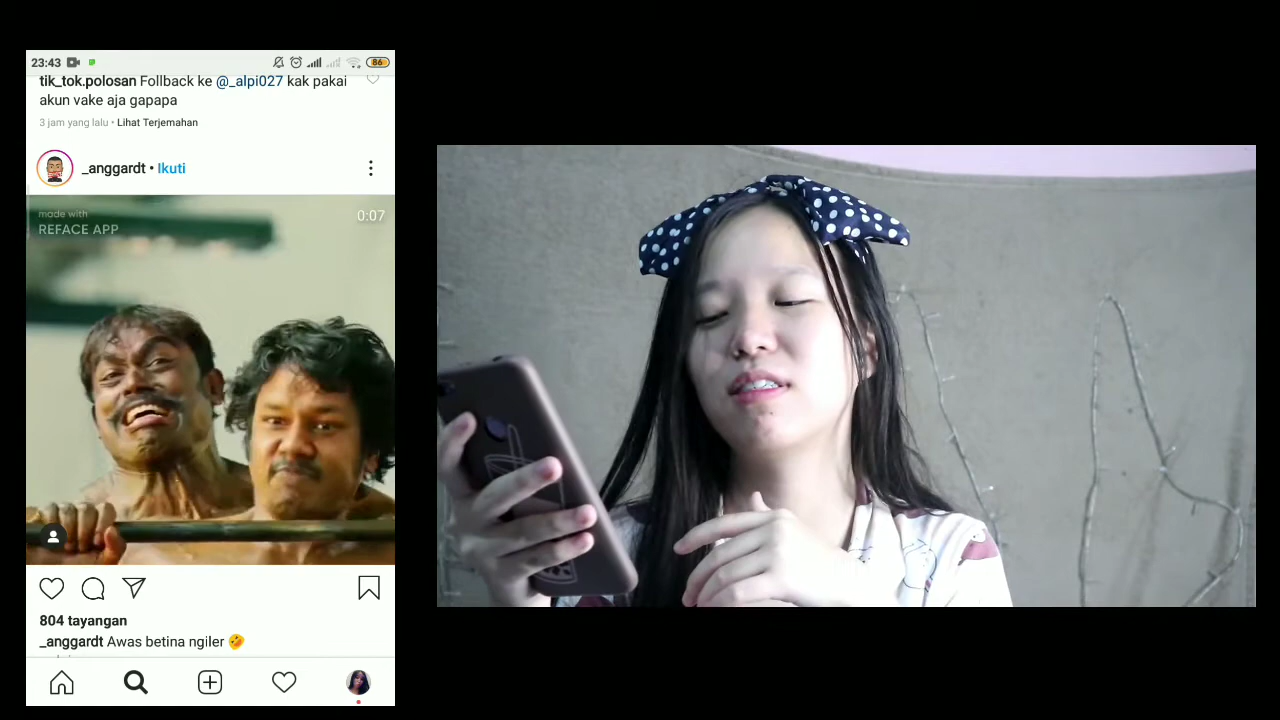 23:43
86
tik_tok.polosan Follback ke @_alpi027 kak pakai
akun vake aja gapapa
3 jam yang lalu • Lihat Terjemahan
_anggardt • Ikuti
made with
REFACE APP
0:07
804 tayangan
_anggardt Awas betina ngiler 🤣